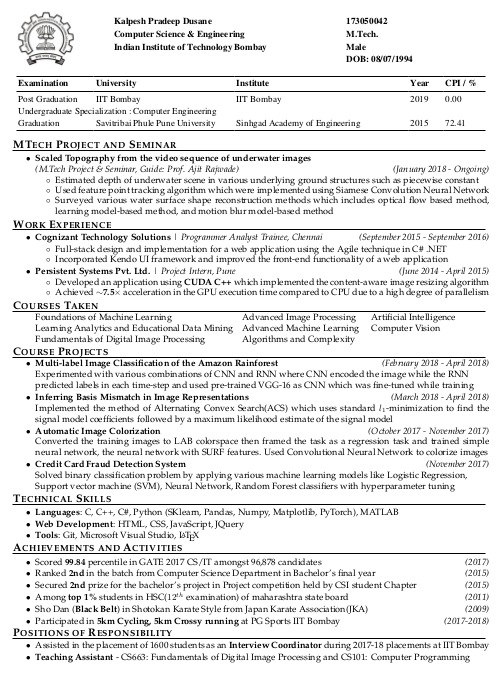 Kalpesh Pradeep Dusane 173050042
Computer Science & Engineering M.Tech.
Indian Institute of Technology Bombay Male
DOB: 08/07/1994
Examination University Institute Year CPI / %
Post Graduation IIT Bombay IIT Bombay 2019 0.00
Undergraduate Specialization : Computer Engineering
Graduation Savitribai Phule Pune University Sinhgad Academy of Engineering 2015 72.41
MTech Project and Seminar
• Scaled Topography from the video sequence of underwater images
(M.Tech Project & Seminar, Guide: Prof. Ajit Rajwade) (January 2018 - Ongoing)
◦ Estimated depth of underwater scene in various underlying ground structures such as piecewise constant
◦ Used feature point tracking algorithm which were implemented using Siamese Convolution Neural Network
◦ Surveyed various water surface shape reconstruction methods which includes optical flow based method,
learning model-based method, and motion blur model-based method
Work Experience
• Cognizant Technology Solutions | Programmer Analyst Trainee, Chennai (September 2015 - September 2016)
◦ Full-stack design and implementation for a web application using the Agile technique in C# .NET
◦ Incorporated Kendo UI framework and improved the front-end functionality of a web application
• Persistent Systems Pvt. Ltd. | Project Intern, Pune (June 2014 - April 2015)
◦ Developed an application using CUDA C++ which implemented the content-aware image resizing algorithm
◦ Achieved ~7.5× acceleration in the GPU execution time compared to CPU due to a high degree of parallelism
Courses Taken
Foundations of Machine Learning Advanced Image Processing Artificial Intelligence
Learning Analytics and Educational Data Mining Advanced Machine Learning Computer Vision
Fundamentals of Digital Image Processing Algorithms and Complexity
Course Projects
• Multi-label Image Classification of the Amazon Rainforest (February 2018 - April 2018)
Experimented with various combinations of CNN and RNN where CNN encoded the image while the RNN
predicted labels in each time-step and used pre-trained VGG-16 as CNN which was fine-tuned while training
• Inferring Basis Mismatch in Image Representations (March 2018 - April 2018)
Implemented the method of Alternating Convex Search(ACS) which uses standard l₁-minimization to find the
signal model coefficients followed by a maximum likelihood estimate of the signal model
• Automatic Image Colorization (October 2017 - November 2017)
Converted the training images to LAB colorspace then framed the task as a regression task and trained simple
neural network, the neural network with SURF features. Used Convolutional Neural Network to colorize images
• Credit Card Fraud Detection System (November 2017)
Solved binary classification problem by applying various machine learning models like Logistic Regression,
Support vector machine (SVM), Neural Network, Random Forest classifiers with hyperparameter tuning
Technical Skills
• Languages: C, C++, C#, Python (SKlearn, Pandas, Numpy, Matplotlib, PyTorch), MATLAB
• Web Development: HTML, CSS, JavaScript, JQuery
• Tools: Git, Microsoft Visual Studio, LaTeX
Achievements and Activities
• Scored 99.84 percentile in GATE 2017 CS/IT amongst 96,878 candidates (2017)
• Ranked 2nd in the batch from Computer Science Department in Bachelor's final year (2015)
• Secured 2nd prize for the bachelor's project in Project competition held by CSI student Chapter (2015)
• Among top 1% students in HSC(12th examination) of maharashtra state board (2011)
• Sho Dan (Black Belt) in Shotokan Karate Style from Japan Karate Association(JKA) (2009)
• Participated in 5km Cycling, 5km Crossy running at PG Sports IIT Bombay (2017-2018)
Positions of Responsibility
• Assisted in the placement of 1600 students as an Interview Coordinator during 2017-18 placements at IIT Bombay
• Teaching Assistant - CS663: Fundamentals of Digital Image Processing and CS101: Computer Programming